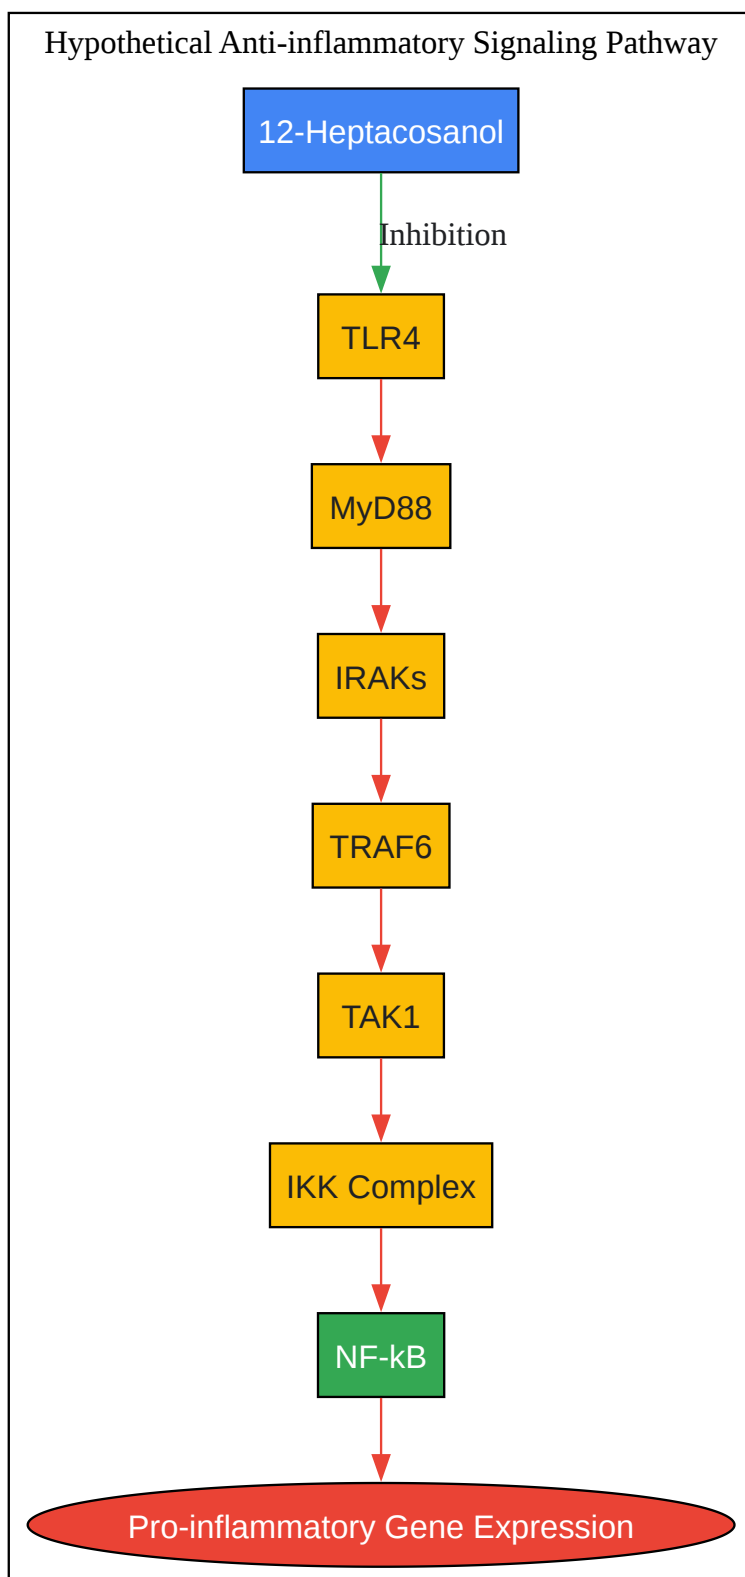 Hypothetical Anti-inflammatory Signaling Pathway
12-Heptacosanol
Inhibition
TLR4
MyD88
IRAKs
TRAF6
TAK1
IKK Complex
NF-kB
Pro-inflammatory Gene Expression